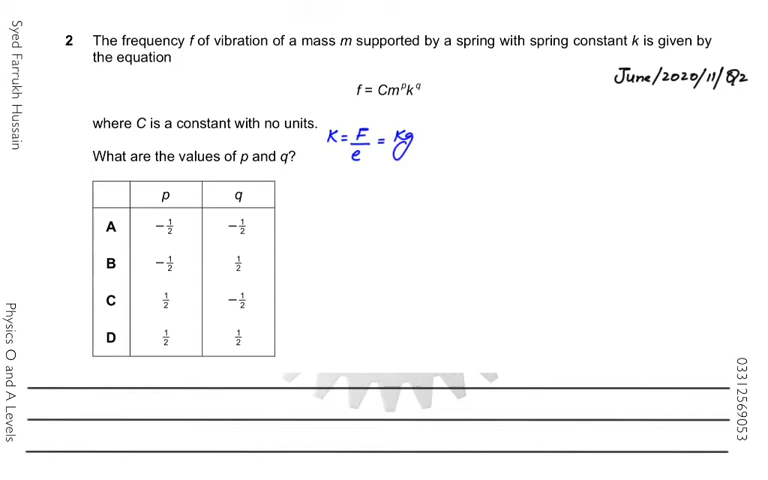 2 The frequency f of vibration of a mass m supported by a spring with spring constant k is given by
the equation
June/2020/11/Q2
f = Cm^p k^q
where C is a constant with no units.
K = F/e = Kg
What are the values of p and q?
p q
A −1/2 −1/2
B −1/2 1/2
C 1/2 −1/2
D 1/2 1/2
Syed Farrukh Hussain
Physics O and A Levels
03312569053